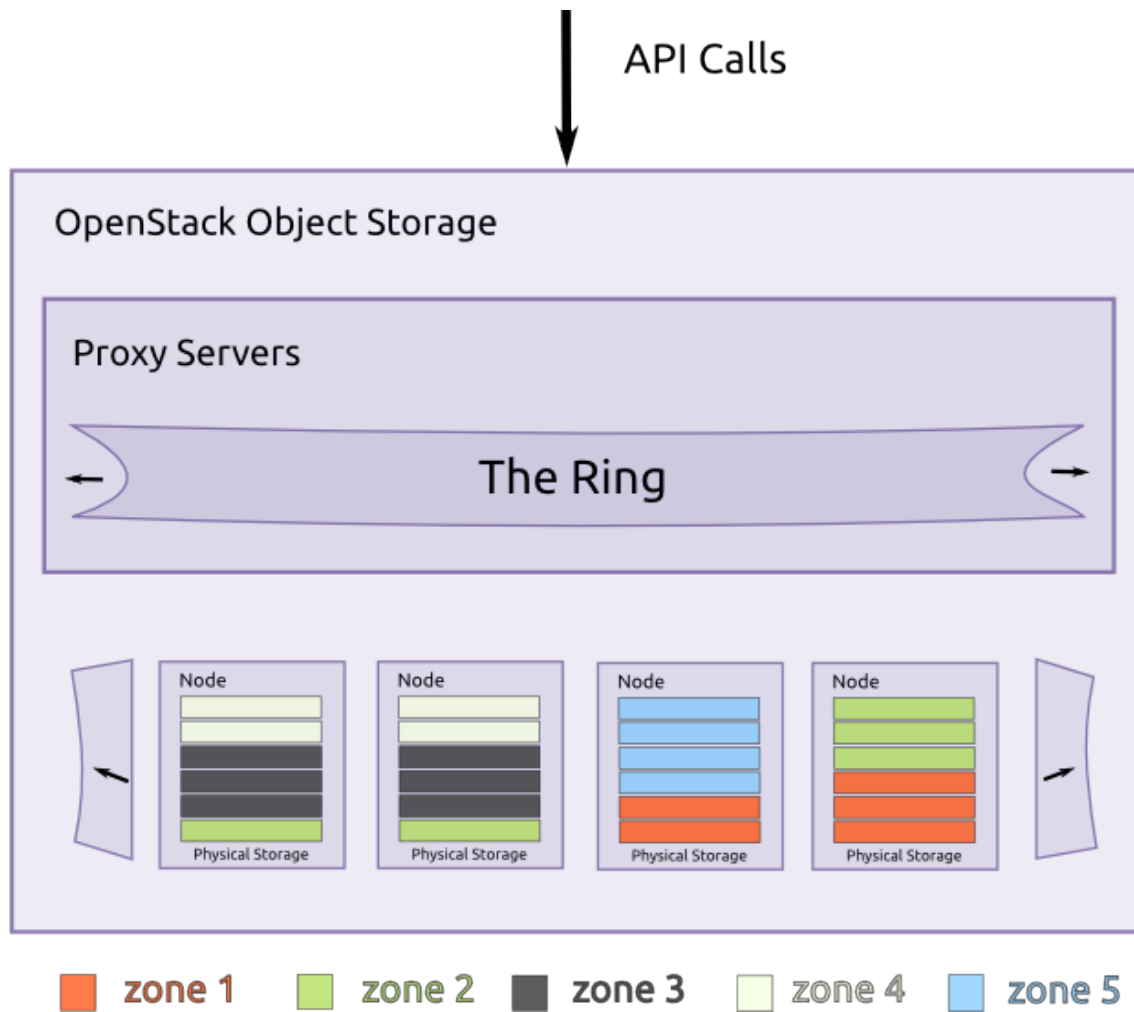 API Calls
OpenStack Object Storage
Proxy Servers
The Ring
Node
Node
Node
Node
Physical Storage
Physical Storage
Physical Storage
Physical Storage
zone 1
zone 2
zone 3
zone 4
zone 5